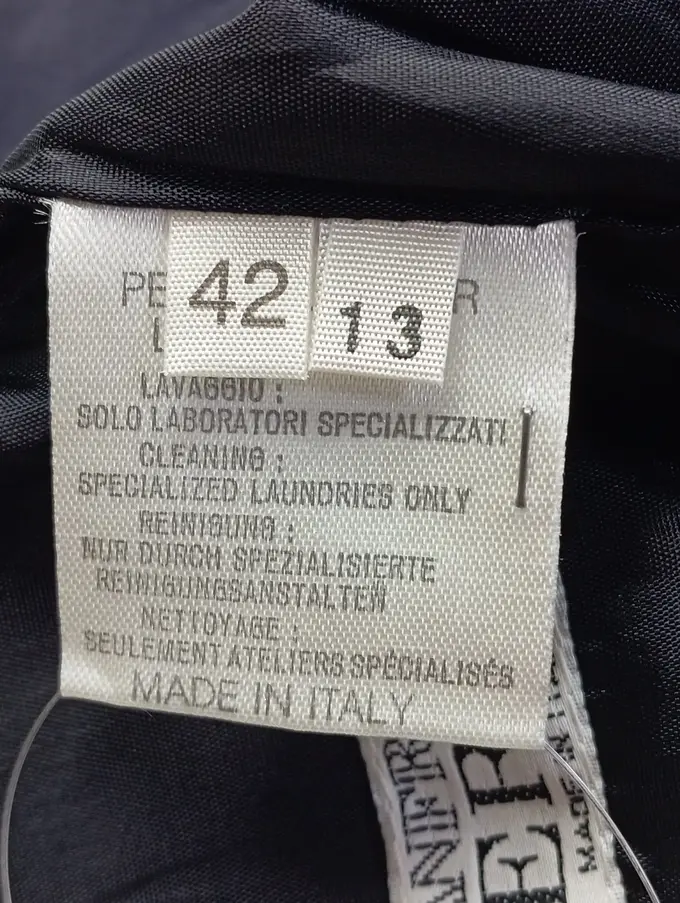 42
13
LAVAGGIO :
SOLO LABORATORI SPECIALIZZATI
CLEANING :
SPECIALIZED LAUNDRIES ONLY
REINIGUNG :
NUR DURCH SPEZIALISIERTE
REINIGUNGSANSTALTEN
NETTOYAGE :
SEULEMENT ATELIERS SPÉCIALISÉS
MADE IN ITALY